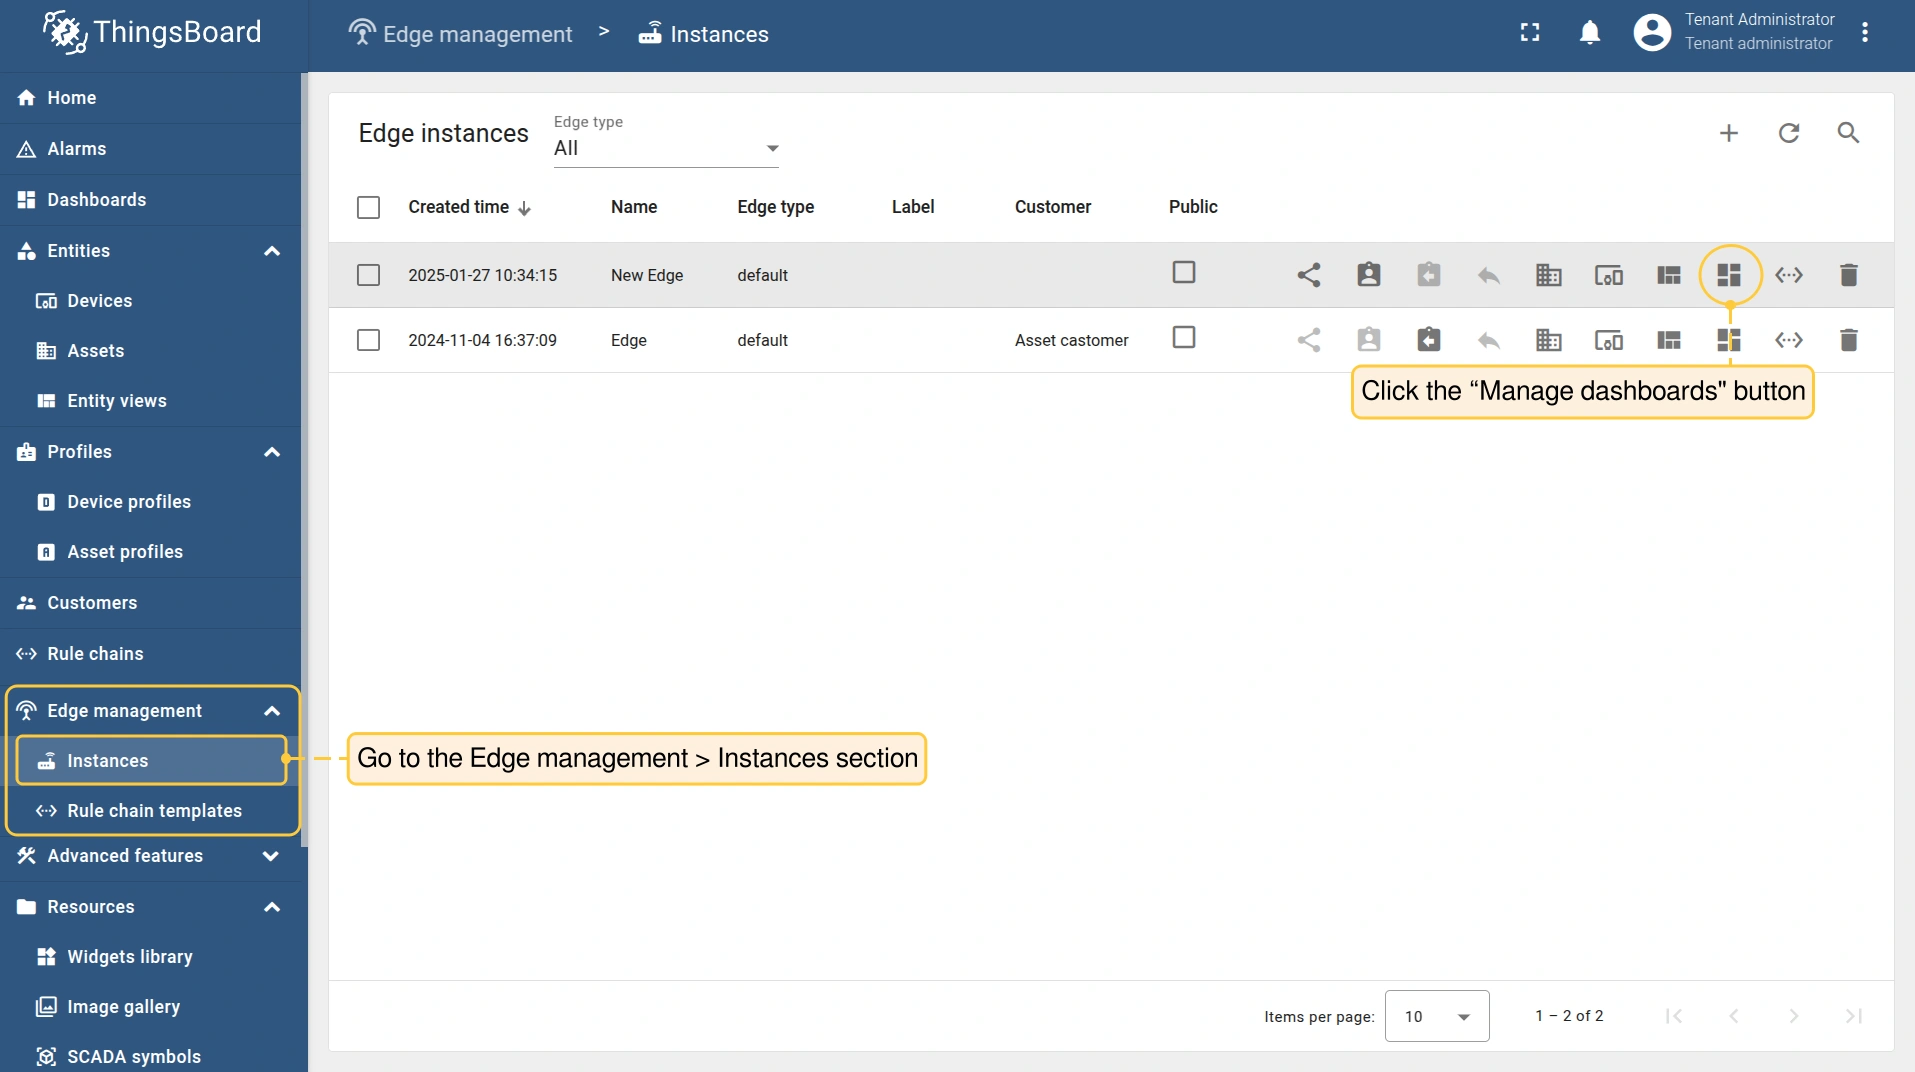 ThingsBoard
Edge management > Instances
Tenant Administrator
Tenant administrator
Home
Alarms
Dashboards
Entities
Devices
Assets
Entity views
Profiles
Device profiles
Asset profiles
Customers
Rule chains
Edge management
Instances
Rule chain templates
Advanced features
Resources
Widgets library
Image gallery
SCADA symbols
Edge instances
Edge type
All
Created time Name Edge type Label Customer Public
2025-01-27 10:34:15 New Edge default
2024-11-04 16:37:09 Edge default Asset castomer
Click the “Manage dashboards" button
Go to the Edge management > Instances section
Items per page: 10 1 – 2 of 2